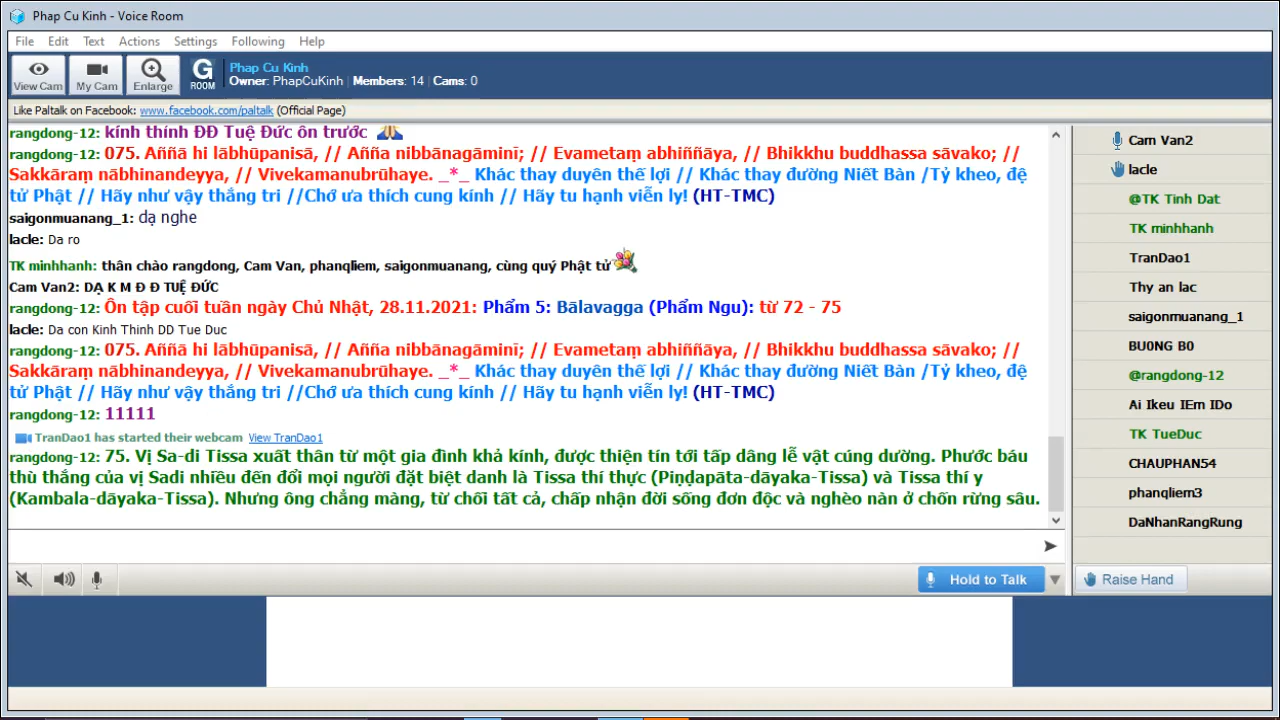 Phap Cu Kinh - Voice Room
File Edit Text Actions Settings Following Help
View Cam My Cam Enlarge G ROOM
Phap Cu Kinh
Owner: PhapCuKinh | Members: 14 | Cams: 0
Like Paltalk on Facebook: www.facebook.com/paltalk (Official Page)
rangdong-12: kính thỉnh ĐĐ Tuệ Đức ôn trước
rangdong-12: 075. Aññā hi lābhūpanisā, // Añña nibbānagāminī; // Evametaṃ abhiññāya, // Bhikkhu buddhassa sāvako; //
Sakkāraṃ nābhinandeyya, // Vivekamanubrūhaye. _*_ Khác thay duyên thế lợi // Khác thay đường Niết Bàn /Tỷ kheo, đệ
tử Phật // Hãy như vậy thắng tri //Chớ ưa thích cung kính // Hãy tu hạnh viễn ly! (HT-TMC)
saigonmuanang_1: dạ nghe
lacle: Da ro
TK minhhanh: thân chào rangdong, Cam Van, phanqliem, saigonmuanang, cùng quý Phật tử
Cam Van2: DẠ K M Đ Đ TUỆ ĐỨC
rangdong-12: Ôn tập cuối tuần ngày Chủ Nhật, 28.11.2021: Phẩm 5: Bālavagga (Phẩm Ngu): từ 72 - 75
lacle: Da con Kinh Thinh DD Tue Duc
rangdong-12: 075. Aññā hi lābhūpanisā, // Añña nibbānagāminī; // Evametaṃ abhiññāya, // Bhikkhu buddhassa sāvako; //
Sakkāraṃ nābhinandeyya, // Vivekamanubrūhaye. _*_ Khác thay duyên thế lợi // Khác thay đường Niết Bàn /Tỷ kheo, đệ
tử Phật // Hãy như vậy thắng tri //Chớ ưa thích cung kính // Hãy tu hạnh viễn ly! (HT-TMC)
rangdong-12: 11111
TranDao1 has started their webcam View TranDao1
rangdong-12: 75. Vị Sa-di Tissa xuất thân từ một gia đình khả kính, được thiện tín tới tấp dâng lễ vật cúng dường. Phước báu
thù thắng của vị Sadi nhiều đến đổi mọi người đặt biệt danh là Tissa thí thực (Piṇḍapāta-dāyaka-Tissa) và Tissa thí y
(Kambala-dāyaka-Tissa). Nhưng ông chẳng màng, từ chối tất cả, chấp nhận đời sống đơn độc và nghèo nàn ở chốn rừng sâu.
Hold to Talk
Cam Van2
lacle
@TK Tinh Dat
TK minhhanh
TranDao1
Thy an lac
saigonmuanang_1
BU0NG B0
@rangdong-12
Ai Ikeu IEm IDo
TK TueDuc
CHAUPHAN54
phanqliem3
DaNhanRangRung
Raise Hand